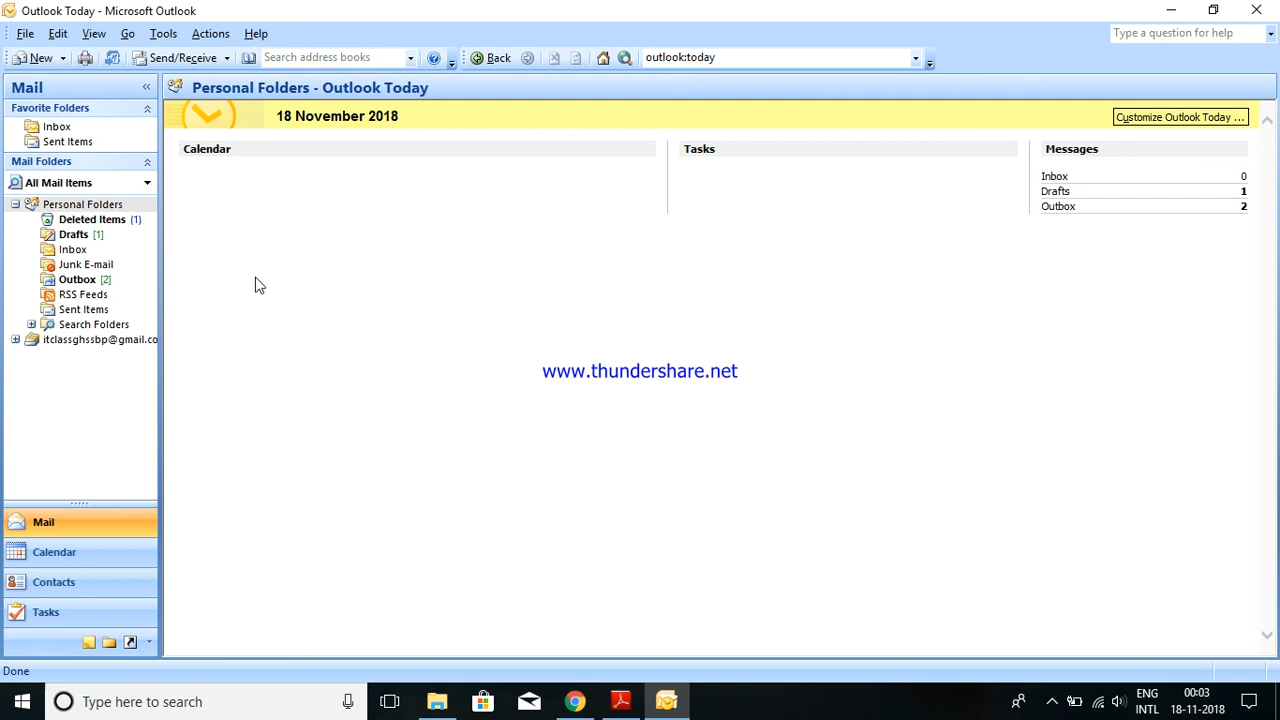 Outlook Today - Microsoft Outlook
File Edit View Go Tools Actions Help
Type a question for help
New Send/Receive Search address books Back outlook:today
Mail
Personal Folders - Outlook Today
Favorite Folders
Inbox
Sent Items
Mail Folders
All Mail Items
Personal Folders
Deleted Items (1)
Drafts [1]
Inbox
Junk E-mail
Outbox [2]
RSS Feeds
Sent Items
Search Folders
itclassghssbp@gmail.co
18 November 2018
Customize Outlook Today ...
Calendar
Tasks
Messages
Inbox 0
Drafts 1
Outbox 2
www.thundershare.net
Mail
Calendar
Contacts
Tasks
Done
Type here to search
ENG
INTL
00:03
18-11-2018